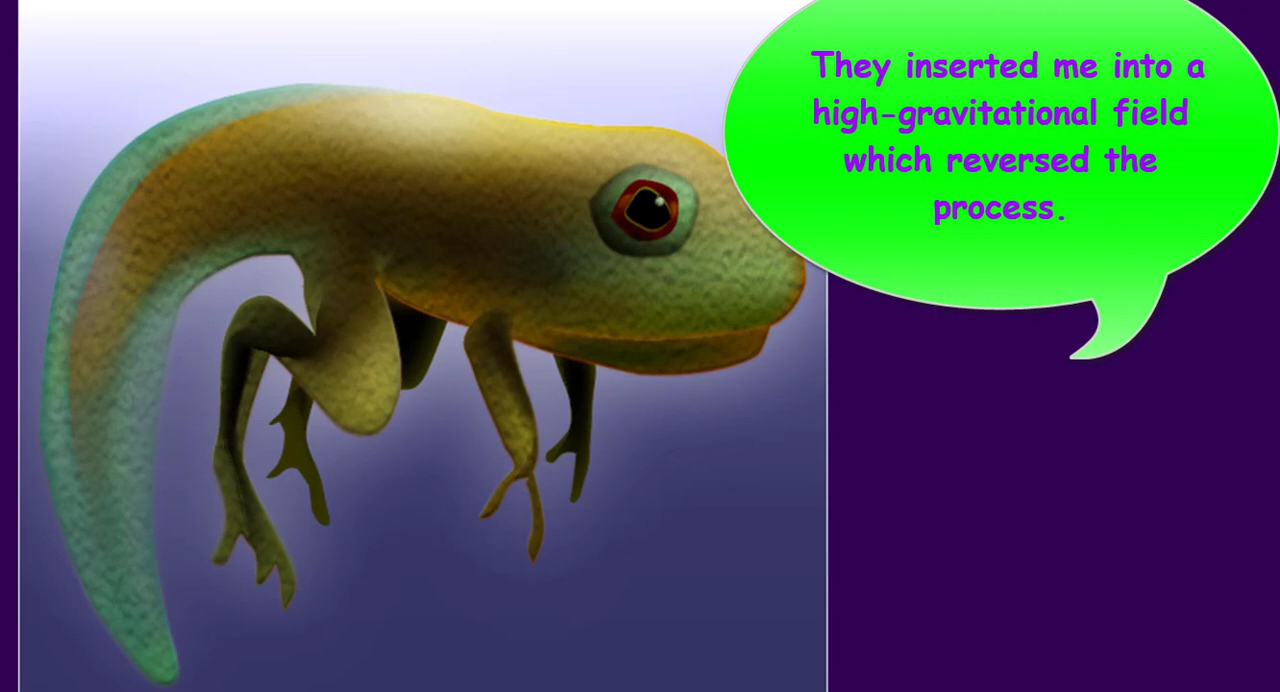 They inserted me into a
high-gravitational field
which reversed the
process.